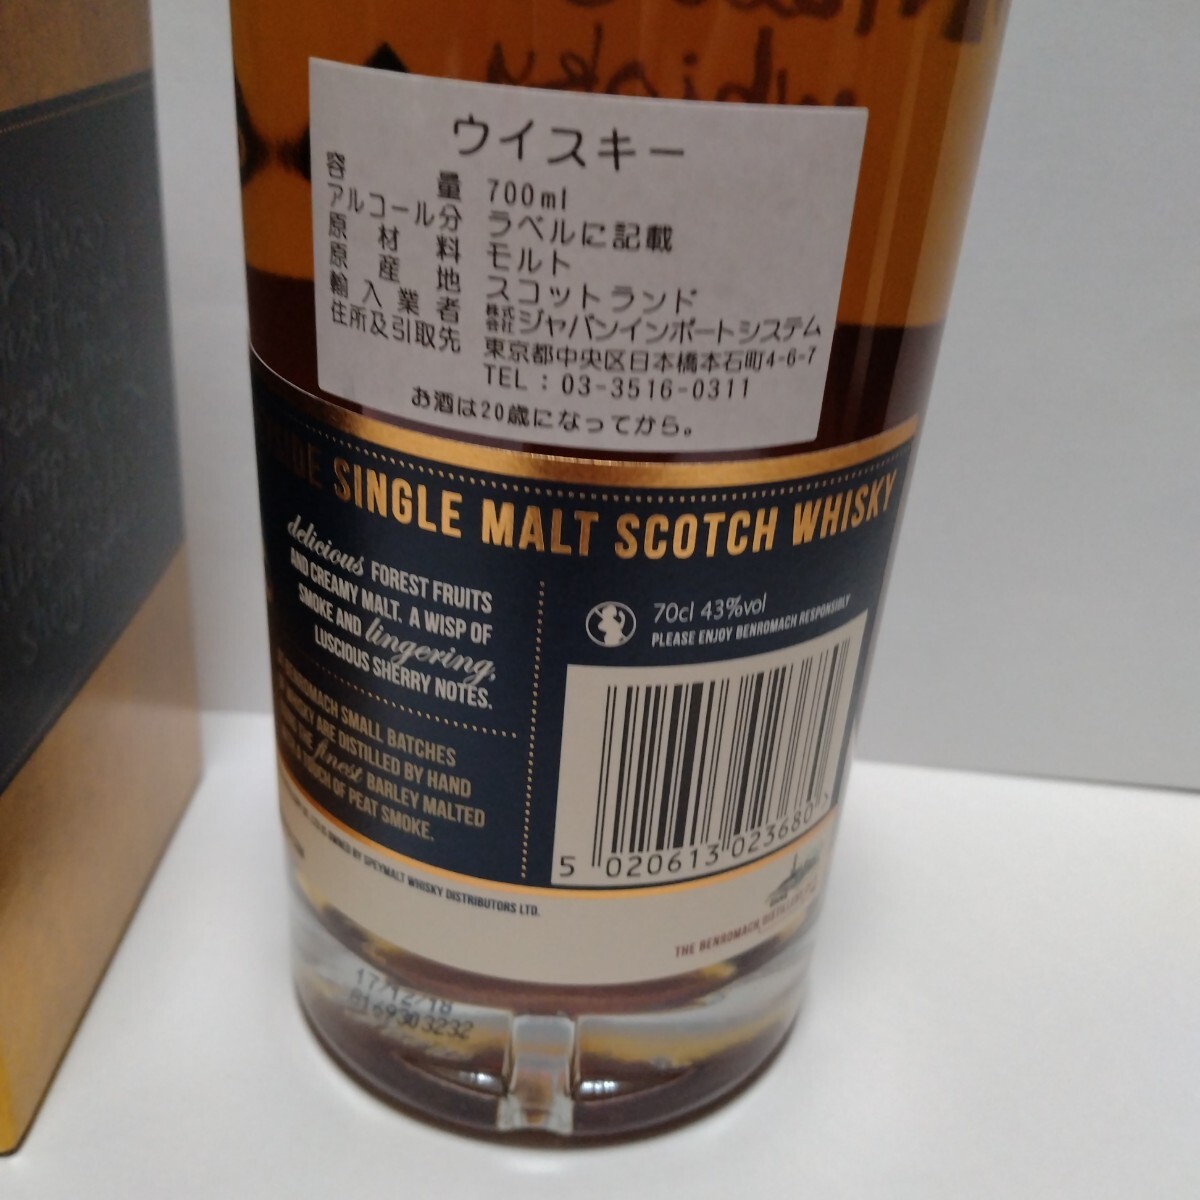 ウイスキー
容量 700ml
アルコール分 ラベルに記載
原材料 モルト
原産地 スコットランド
輸入業者 株式会社ジャパンインポートシステム
住所及引取先 東京都中央区日本橋本石町4-6-7
TEL : 03-3516-0311
お酒は20歳になってから。
SINGLE MALT SCOTCH WHISKY
delicious FOREST FRUITS
AND CREAMY MALT. A WISP OF
SMOKE AND lingering,
LUSCIOUS SHERRY NOTES.
BENROMACH SMALL BATCHES
WHISKY ARE DISTILLED BY HAND
THE finest BARLEY MALTED
A TOUCH OF PEAT SMOKE.
OWNED BY SPEYMALT WHISKY DISTRIBUTORS LTD.
70cl 43%vol
PLEASE ENJOY BENROMACH RESPONSIBLY
5 020613 023680 >
THE BENROMACH DISTILLERY
17/12/18